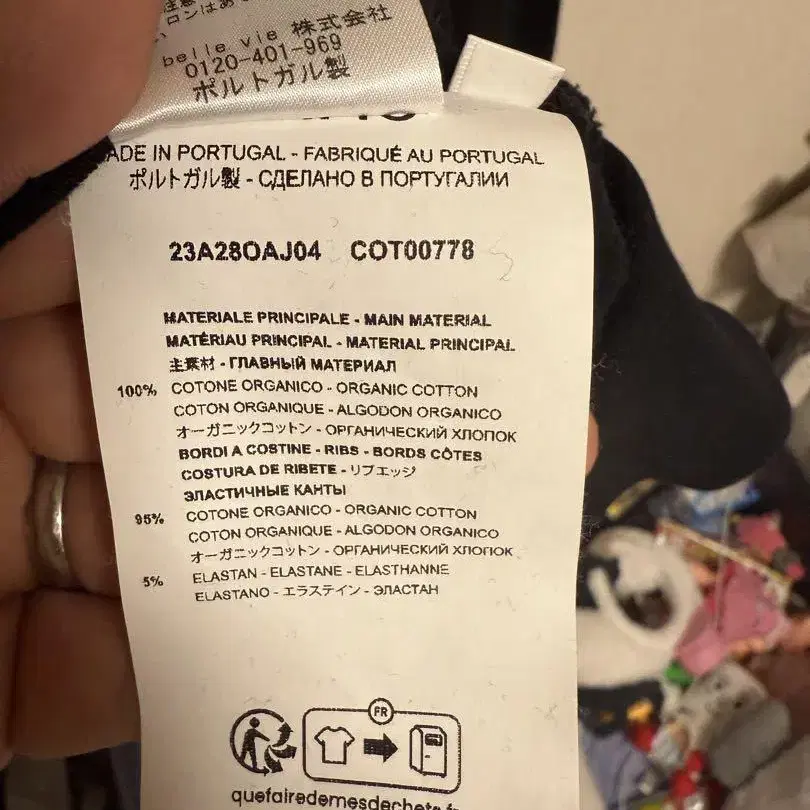 ロンはあ
belle vie 株式会社
0120-401-969
ポルトガル製
ADE IN PORTUGAL - FABRIQUÉ AU PORTUGAL
ポルトガル製 - СДЕЛАНО В ПОРТУГАЛИИ
23A28OAJ04 COT00778
MATERIALE PRINCIPALE - MAIN MATERIAL
MATÉRIAU PRINCIPAL - MATERIAL PRINCIPAL
主素材 - ГЛАВНЫЙ МАТЕРИАЛ
100% COTONE ORGANICO - ORGANIC COTTON
COTON ORGANIQUE - ALGODON ORGANICO
オーガニックコットン - ОРГАНИЧЕСКИЙ ХЛОПОК
BORDI A COSTINE - RIBS - BORDS CÔTES
COSTURA DE RIBETE - リブエッジ
ЭЛАСТИЧНЫЕ КАНТЫ
95% COTONE ORGANICO - ORGANIC COTTON
COTON ORGANIQUE - ALGODON ORGANICO
オーガニックコットン - ОРГАНИЧЕСКИЙ ХЛОПОК
5% ELASTAN - ELASTANE - ELASTHANNE
ELASTANO - エラステイン - ЭЛАСТАН
FR
quefairedemesdechets.fr